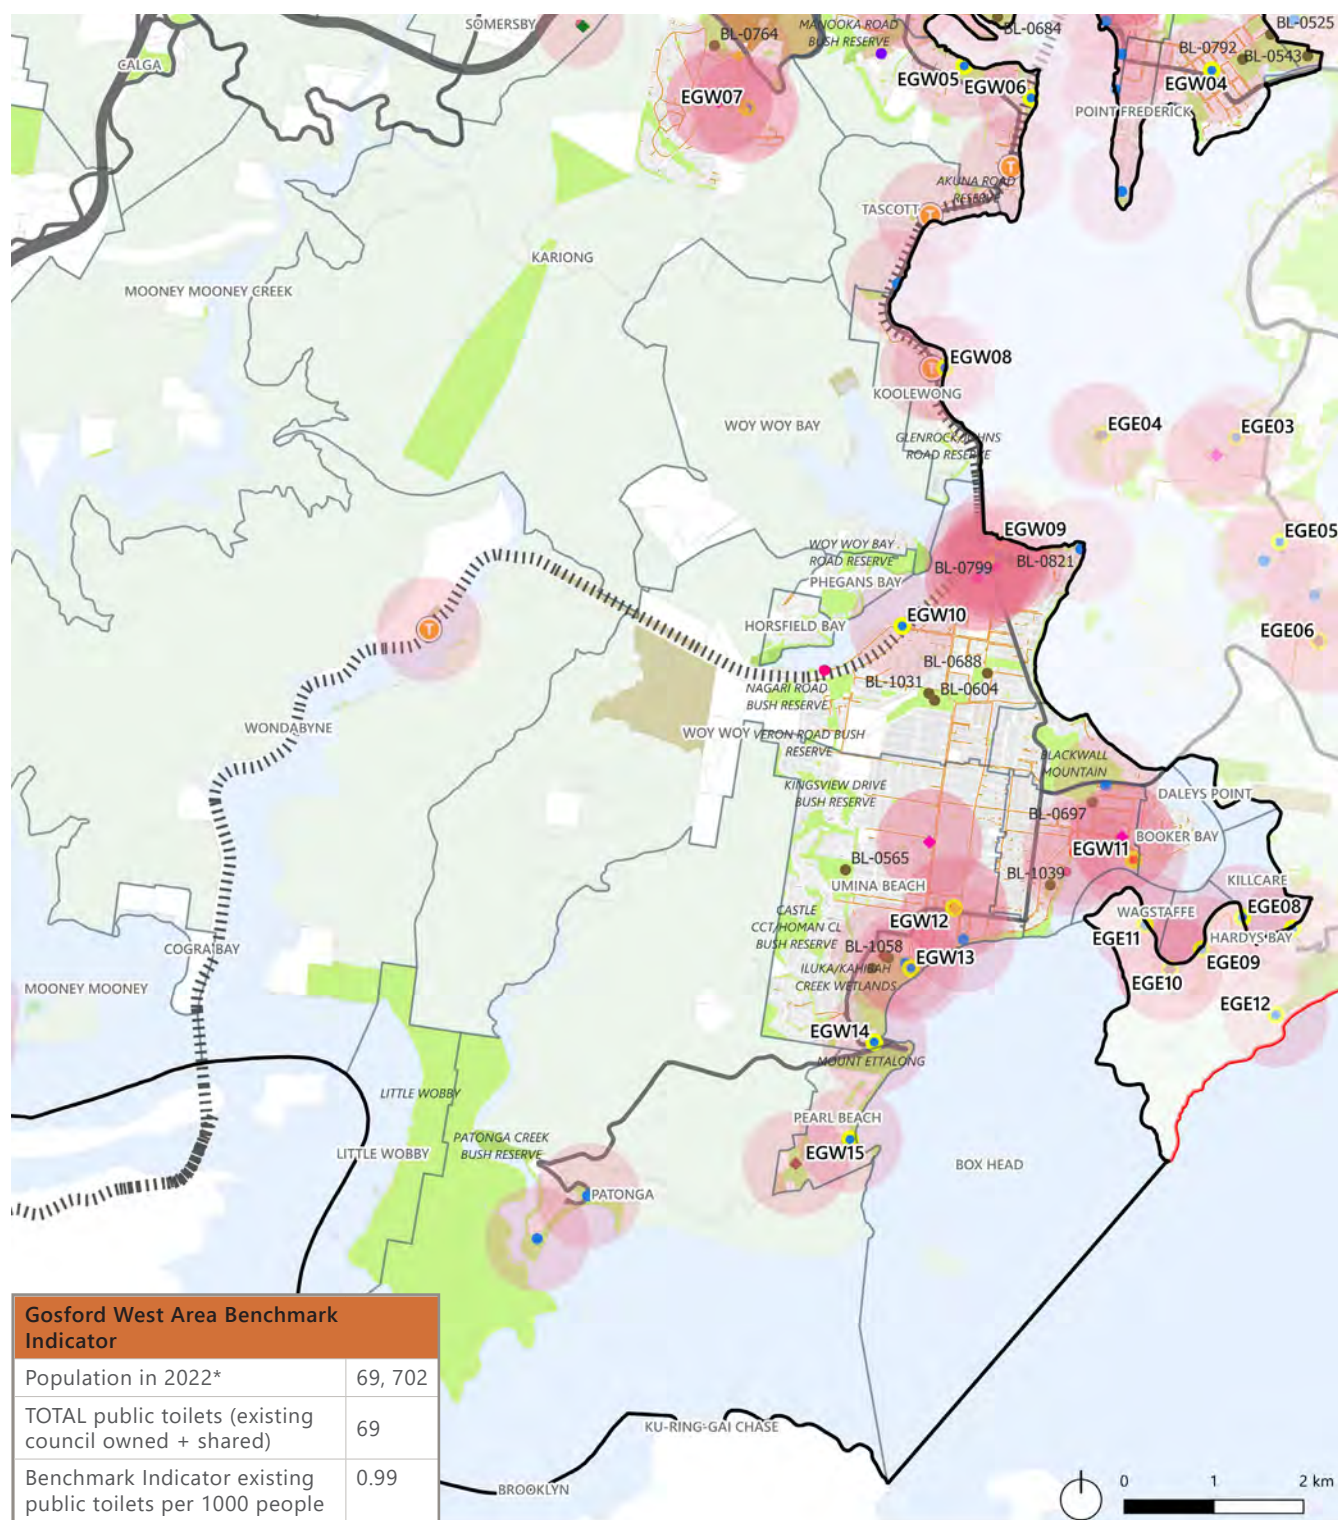 SOMERSBY
MANOOKA ROAD
BUSH RESERVE
BL-0764
BL-0684
BL-0525
CALGA
BL-0792
BL-0543
EGW05
EGW06
EGW04
EGW07
POINT FREDERICK
T
AKUNA ROAD
RESERVE
TASCOTT
T
KARIONG
MOONEY MOONEY CREEK
EGW08
T
KOOLEWONG
WOY WOY BAY
EGE04
EGE03
GLENROCK/JOHNS
ROAD RESERVE
EGW09
WOY WOY BAY
ROAD RESERVE
BL-0799
BL-0821
EGE05
PHEGANS BAY
HORSFIELD BAY
EGW10
T
EGE06
BL-0688
BL-1031
BL-0604
NAGARI ROAD
BUSH RESERVE
WONDABYNE
WOY WOY
VERON ROAD BUSH
RESERVE
BLACKWALL
MOUNTAIN
KINGSVIEW DRIVE
BUSH RESERVE
DALEYS POINT
BL-0697
BOOKER BAY
EGW11
BL-0565
UMINA BEACH
BL-1039
KILLCARE
CASTLE
CCT/HOMAN CL
BUSH RESERVE
EGW12
WAGSTAFFE
EGE08
EGE11
HARDYS BAY
COGRA BAY
BL-1058
EGW13
EGE09
ILUKA/KAHIBAH
CREEK WETLANDS
EGE10
MOONEY MOONEY
EGE12
EGW14
MOUNT ETTALONG
LITTLE WOBBY
PEARL BEACH
PATONGA CREEK
BUSH RESERVE
LITTLE WOBBY
EGW15
BOX HEAD
PATONGA
Gosford West Area Benchmark
Indicator
Population in 2022* 69, 702
TOTAL public toilets (existing
council owned + shared) 69
Benchmark Indicator existing
public toilets per 1000 people 0.99
KU-RING-GAI CHASE
BROOKLYN
0 1 2 km